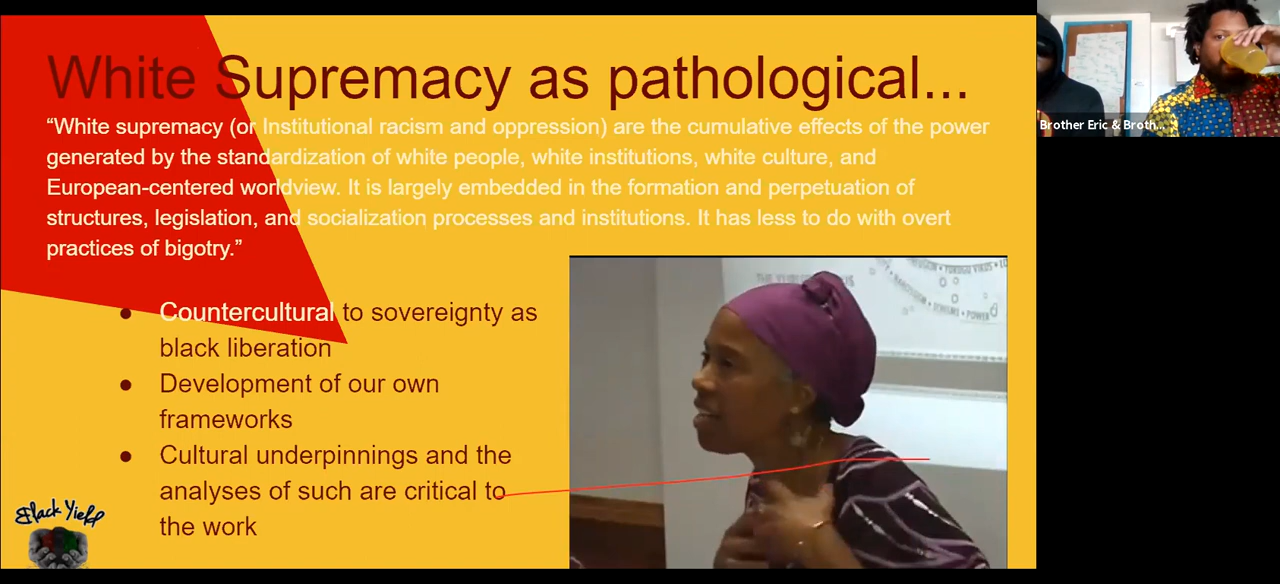 White Supremacy as pathological...
“White supremacy (or Institutional racism and oppression) are the cumulative effects of the power
generated by the standardization of white people, white institutions, white culture, and
European-centered worldview. It is largely embedded in the formation and perpetuation of
structures, legislation, and socialization processes and institutions. It has less to do with overt
practices of bigotry.”
● Countercultural to sovereignty as
black liberation
● Development of our own
frameworks
● Cultural underpinnings and the
analyses of such are critical to
the work
Black Yield
Brother Eric & Broth...
POWER